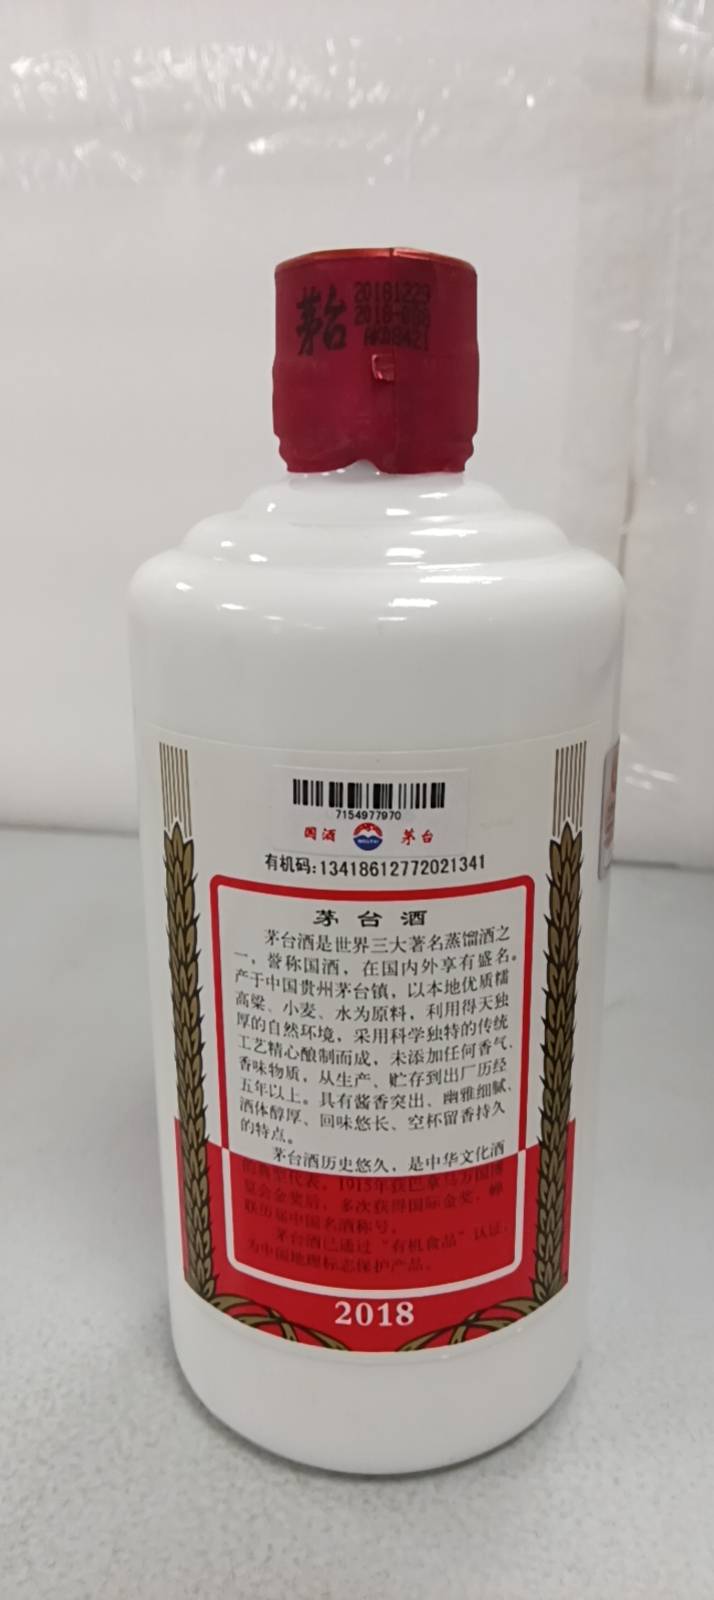 茅台
20181229
2018-086
7154977970
国酒 茅台
有机码:13418612772021341
茅台酒
茅台酒是世界三大著名蒸馏酒之
一，誉称国酒，在国内外享有盛名。
产于中国贵州茅台镇，以本地优质糯
高粱、小麦、水为原料，利用得天独
厚的自然环境，采用科学独特的传统
工艺精心酿制而成，未添加任何香气、
香味物质，从生产、贮存到出厂历经
五年以上。具有酱香突出、幽雅细腻、
酒体醇厚、回味悠长、空杯留香持久
的特点。
茅台酒历史悠久，是中华文化酒
的典型代表。1915年获巴拿马万国博
览会金奖后，多次获得国际金奖，蝉
联历届中国名酒称号。
茅台酒已通过“有机食品”认证，
为中国地理标志保护产品。
2018